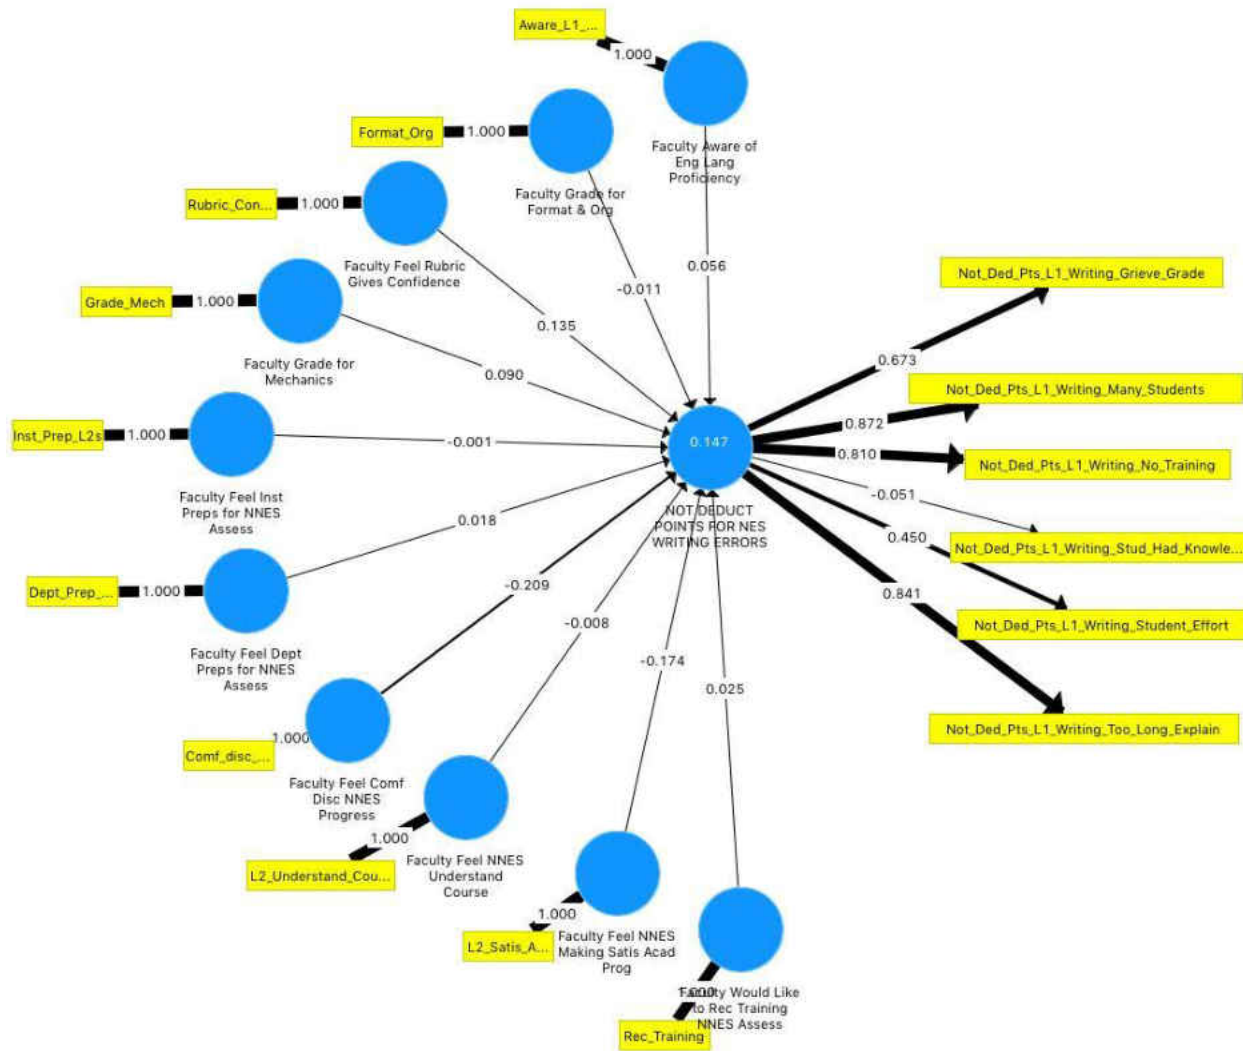 Aware_L1_...
1.000
Format_Org
1.000
Faculty Aware of
Eng Lang
Proficiency
Rubric_Con...
1.000
Faculty Grade for
Format & Org
Faculty Feel Rubric
Gives Confidence
0.056
Not_Ded_Pts_L1_Writing_Grieve_Grade
-0.011
Grade_Mech
1.000
0.135
Faculty Grade for
Mechanics
0.673
0.090
Not_Ded_Pts_L1_Writing_Many_Students
0.872
Inst_Prep_L2s
1.000
-0.001
0.147
0.810
Not_Ded_Pts_L1_Writing_No_Training
Faculty Feel Inst
Preps for NNES
Assess
-0.051
NOT DEDUCT
POINTS FOR NES
WRITING ERRORS
0.018
0.450
Not_Ded_Pts_L1_Writing_Stud_Had_Knowle...
Dept_Prep_...
1.000
-0.209
0.841
Not_Ded_Pts_L1_Writing_Student_Effort
-0.008
Faculty Feel Dept
Preps for NNES
Assess
-0.174
0.025
Not_Ded_Pts_L1_Writing_Too_Long_Explain
1.000
Comf_disc_...
Faculty Feel Comf
Disc NNES
Progress
1.000
L2_Understand_Cou...
Faculty Feel NNES
Understand
Course
1.000
L2_Satis_A...
Faculty Feel NNES
Making Satis Acad
Prog
1.000
Faculty Would Like
to Rec Training
NNES Assess
Rec_Training